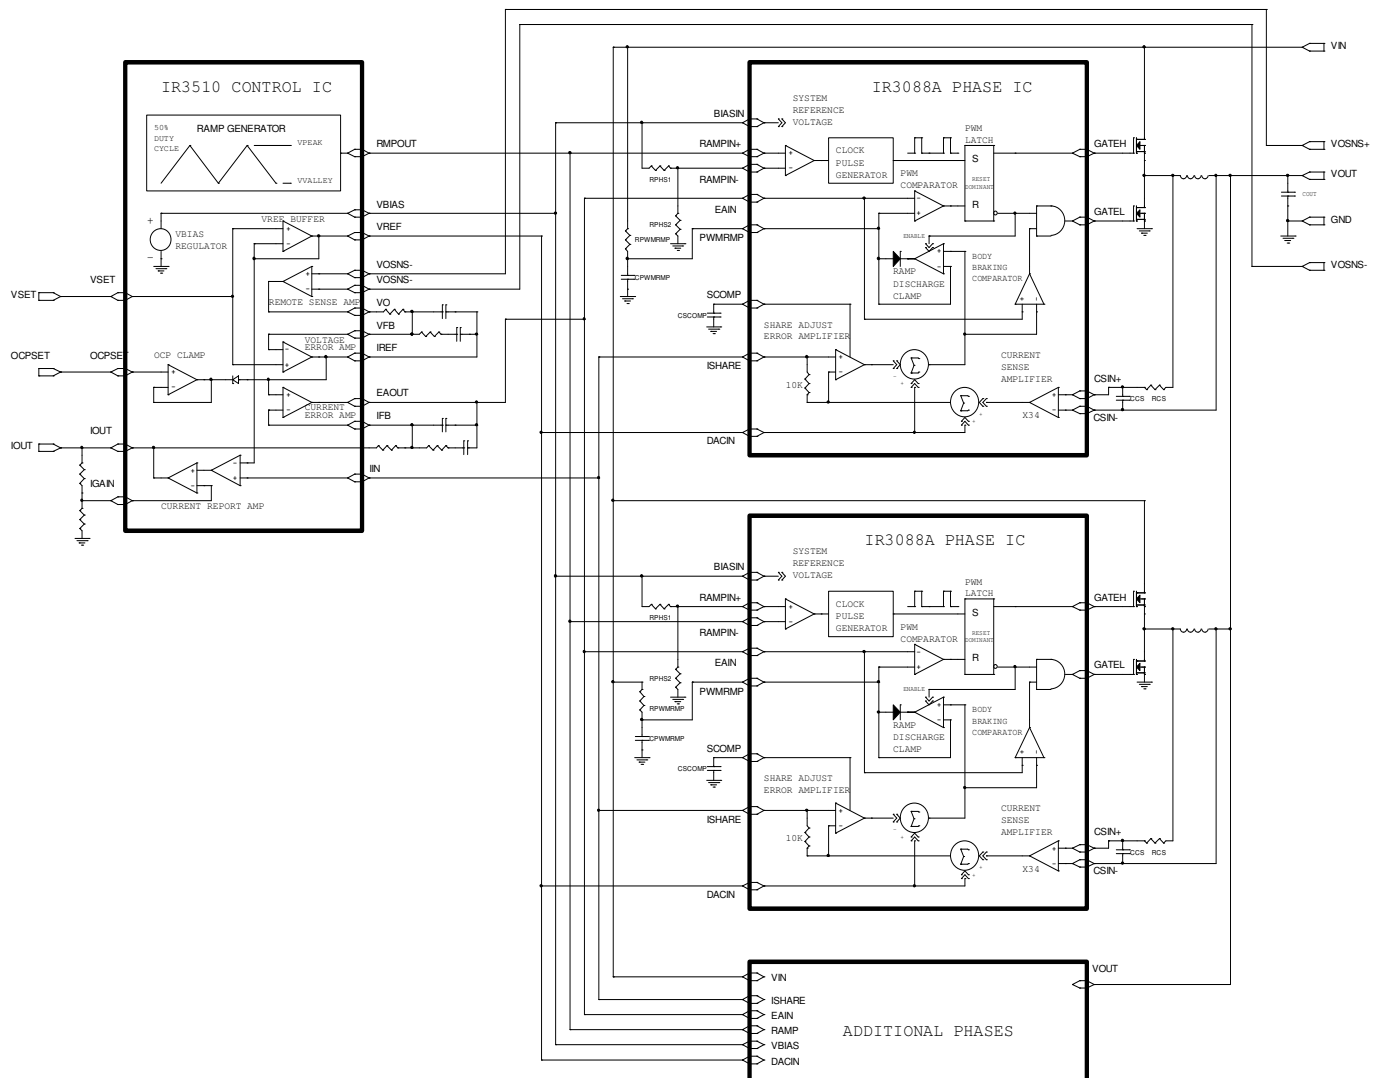 IR3510 CONTROL IC
50%
DUTY
CYCLE
RAMP GENERATOR
VPEAK
VVALLEY
RMPOUT
VBIAS
+
VBIAS
REGULATOR
−
VREF BUFFER
+
-
VREF
VSET
VSET
VOSNS-
VOSNS-
+
-
REMOTE SENSE AMP
VO
VFB
VOLTAGE
ERROR AMP
-
+
IREF
OCPSET
OCPSET
OCP CLAMP
+
-
EAOUT
+
-
CURRENT
ERROR AMP
IFB
IOUT
IOUT
IIN
+
-
-
+
IGAIN
CURRENT REPORT AMP
VIN
VOSNS+
VOUT
COUT
GND
VOSNS-
IR3088A PHASE IC
BIASIN
SYSTEM
REFERENCE
VOLTAGE
RAMPIN+
RAMPIN-
RPHS1
RPHS2
+
-
CLOCK
PULSE
GENERATOR
PWM
LATCH
S
RESET
DOMINANT
R
PWM
COMPARATOR
-
+
GATEH
GATEL
EAIN
PWMRMP
RPWMRMP
CPWMRMP
ENABLE
+
-
RAMP
DISCHARGE
CLAMP
BODY
BRAKING
COMPARATOR
+
-
SCOMP
CSCOMP
SHARE ADJUST
ERROR AMPLIFIER
ISHARE
10K
+
-
Σ
-
+
Σ
+
+
CURRENT
SENSE
AMPLIFIER
+
-
X34
CSIN+
CCS
RCS
CSIN-
DACIN
IR3088A PHASE IC
BIASIN
SYSTEM
REFERENCE
VOLTAGE
RAMPIN+
RAMPIN-
RPHS1
RPHS2
+
-
CLOCK
PULSE
GENERATOR
PWM
LATCH
S
RESET
DOMINANT
R
PWM
COMPARATOR
-
+
GATEH
GATEL
EAIN
PWMRMP
RPWMRMP
CPWMRMP
ENABLE
+
-
RAMP
DISCHARGE
CLAMP
BODY
BRAKING
COMPARATOR
+
-
SCOMP
CSCOMP
SHARE ADJUST
ERROR AMPLIFIER
ISHARE
10K
+
-
Σ
-
+
Σ
+
+
CURRENT
SENSE
AMPLIFIER
+
-
X34
CSIN+
CCS
RCS
CSIN-
DACIN
VIN
VOUT
ISHARE
EAIN
RAMP
VBIAS
DACIN
ADDITIONAL PHASES